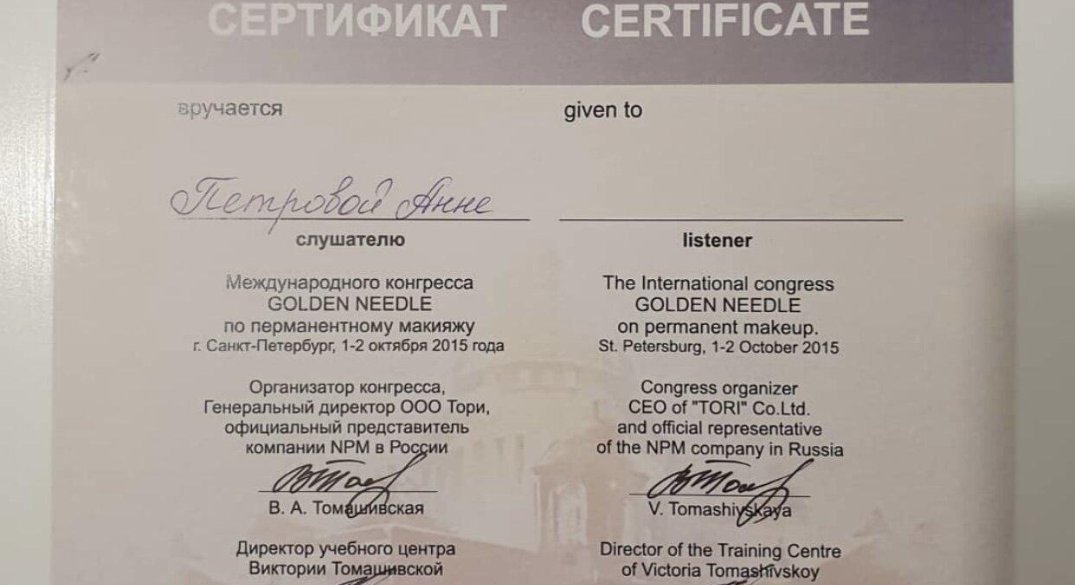 СЕРТИФИКАТ
вручается
Петровой Анне
слушателю
Международного конгресса
GOLDEN NEEDLE
по перманентному макияжу
г. Санкт-Петербург, 1-2 октября 2015 года
Организатор конгресса,
Генеральный директор ООО Тори,
официальный представитель
компании NPM в России
В. А. Томашивская
Директор учебного центра
Виктории Томашивской
CERTIFICATE
given to
listener
The International congress
GOLDEN NEEDLE
on permanent makeup.
St. Petersburg, 1-2 October 2015
Congress organizer
CEO of "TORI" Co.Ltd.
and official representative
of the NPM company in Russia
V. Tomashivskaya
Director of the Training Centre
of Victoria Tomashivskoy